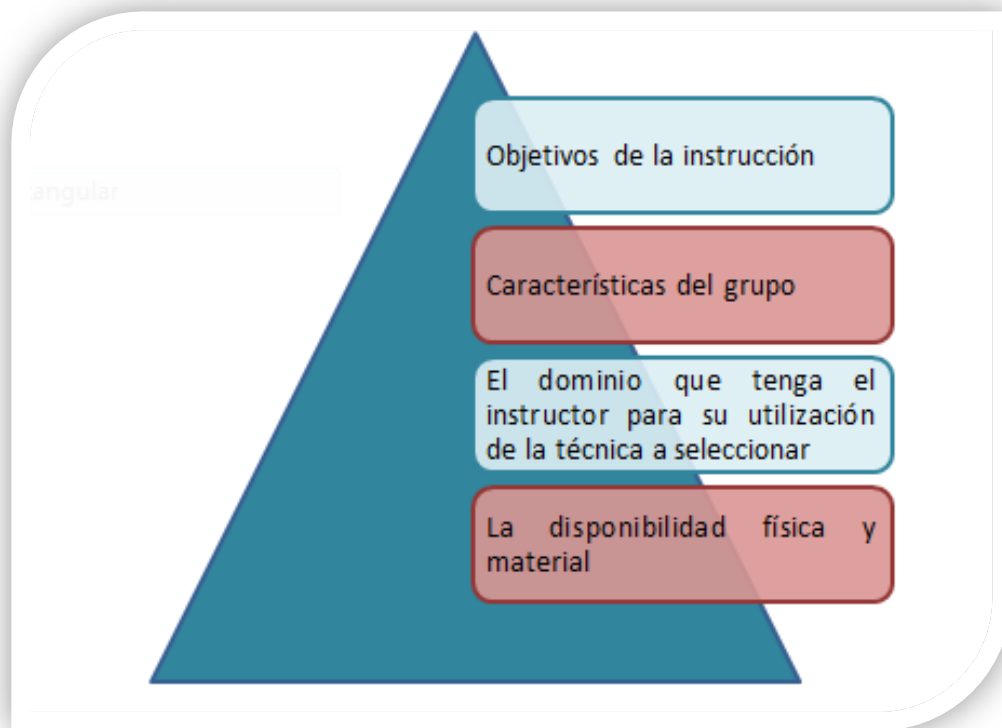 Objetivos de la instrucción
tangular
Características del grupo
El dominio que tenga el
instructor para su utilización
de la técnica a seleccionar
La disponibilidad física y
material